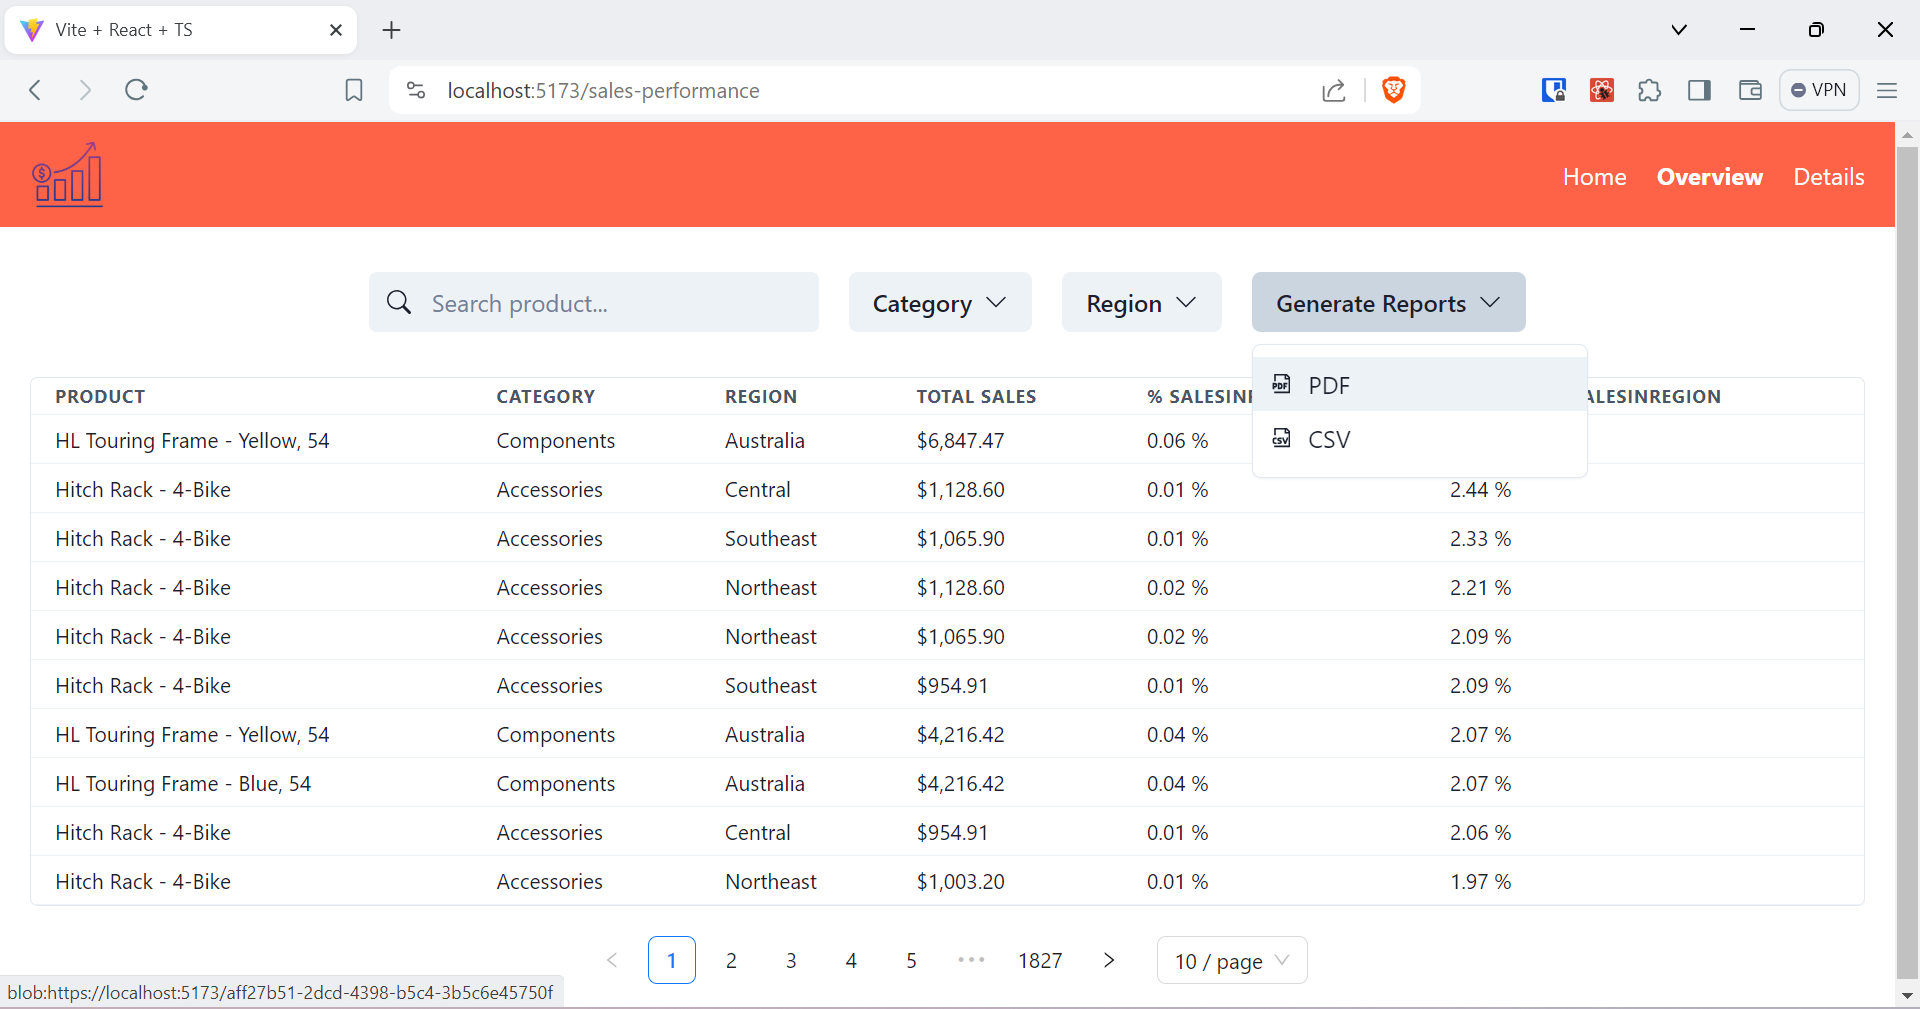 Vite + React + TS
localhost:5173/sales-performance
VPN
$
Home Overview Details
Search product...
Category
Region
Generate Reports
PDF PDF
CSV CSV
PRODUCT CATEGORY REGION TOTAL SALES % SALESIN ALESINREGION
HL Touring Frame - Yellow, 54 Components Australia $6,847.47 0.06 %
Hitch Rack - 4-Bike Accessories Central $1,128.60 0.01 % 2.44 %
Hitch Rack - 4-Bike Accessories Southeast $1,065.90 0.01 % 2.33 %
Hitch Rack - 4-Bike Accessories Northeast $1,128.60 0.02 % 2.21 %
Hitch Rack - 4-Bike Accessories Northeast $1,065.90 0.02 % 2.09 %
Hitch Rack - 4-Bike Accessories Southeast $954.91 0.01 % 2.09 %
HL Touring Frame - Yellow, 54 Components Australia $4,216.42 0.04 % 2.07 %
HL Touring Frame - Blue, 54 Components Australia $4,216.42 0.04 % 2.07 %
Hitch Rack - 4-Bike Accessories Central $954.91 0.01 % 2.06 %
Hitch Rack - 4-Bike Accessories Northeast $1,003.20 0.01 % 1.97 %
1 2 3 4 5 ••• 1827 10 / page
blob:https://localhost:5173/aff27b51-2dcd-4398-b5c4-3b5c6e45750f